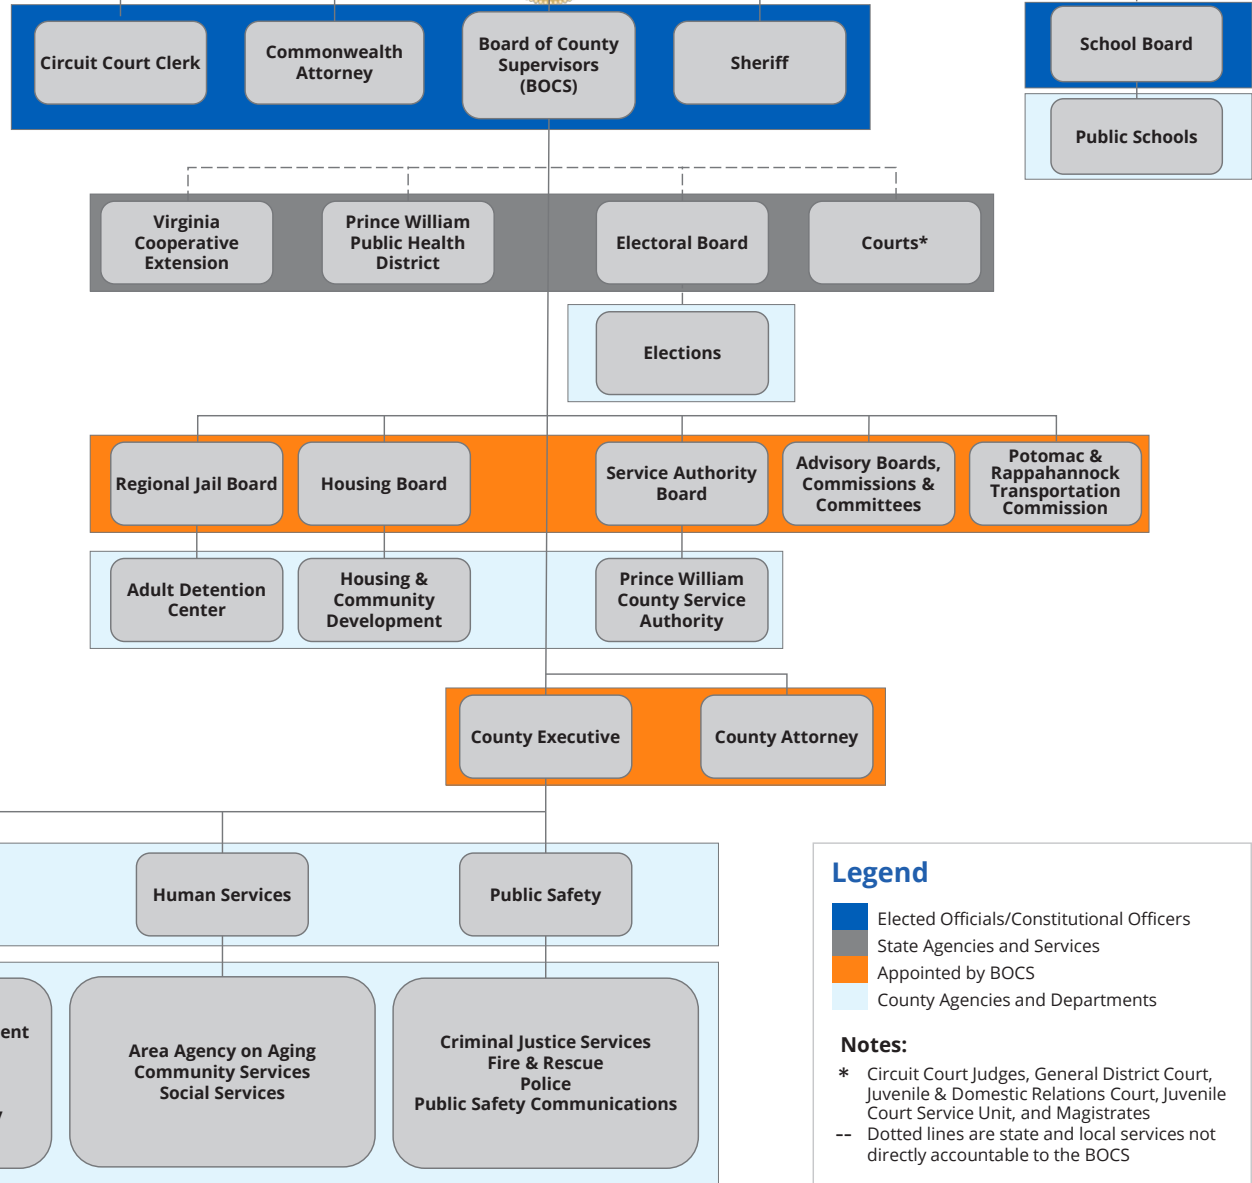 Circuit Court Clerk
Commonwealth
Attorney
Board of County
Supervisors
(BOCS)
Sheriff
School Board
Public Schools
Virginia
Cooperative
Extension
Prince William
Public Health
District
Electoral Board
Courts*
Elections
Regional Jail Board
Housing Board
Service Authority
Board
Advisory Boards,
Commissions &
Committees
Potomac &
Rappahannock
Transportation
Commission
Adult Detention
Center
Housing &
Community
Development
Prince William
County Service
Authority
County Executive
County Attorney
Human Services
Public Safety
ent
Area Agency on Aging
Community Services
Social Services
Criminal Justice Services
Fire & Rescue
Police
Public Safety Communications
Legend
Elected Officials/Constitutional Officers
State Agencies and Services
Appointed by BOCS
County Agencies and Departments
Notes:
* Circuit Court Judges, General District Court,
Juvenile & Domestic Relations Court, Juvenile
Court Service Unit, and Magistrates
-- Dotted lines are state and local services not
directly accountable to the BOCS